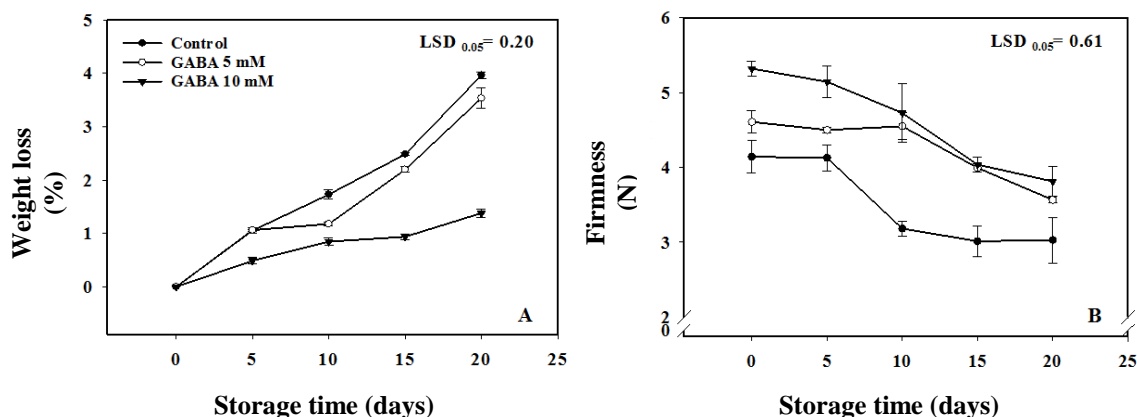 5
4
3
2
1
0
Weight loss
(%)
Control
GABA 5 mM
GABA 10 mM
LSD 0.05= 0.20
A
0 5 10 15 20 25
Storage time (days)
6
5
4
3
2
0
Firmness
(N)
LSD 0.05= 0.61
B
0 5 10 15 20 25
Storage time (days)